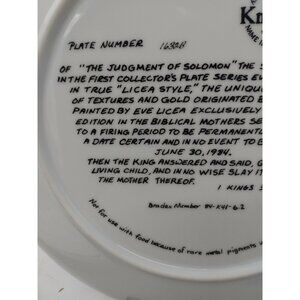 Kn
PLATE NUMBER 1632B
OF "THE JUDGMENT OF SOLOMON" THE S
IN THE FIRST COLLECTOR'S PLATE SERIES EV
IN TRUE "LICEA STYLE," THE UNIQUE
OF TEXTURES AND GOLD ORIGINATED
PAINTED BY EVE LICEA EXCLUSIVELY
EDITION IN THE BIBLICAL MOTHERS SE
TO A FIRING PERIOD TO BE PERMANENT
A DATE CERTAIN AND IN NO EVENT TO E
JUNE 30, 1984.
THEN THE KING ANSWERED AND SAID, G
LIVING CHILD, AND IN NO WISE SLAY IT
THE MOTHER THEREOF.
1 KINGS
Bradex Number 84-K41-6.2
Not for use with food because of rare metal pigments